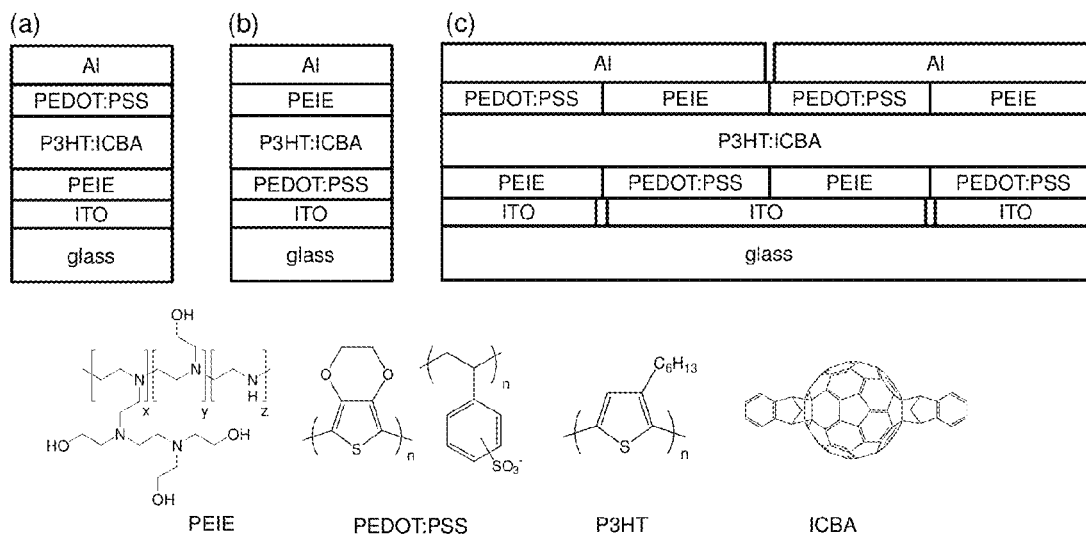 (a)
(b)
(c)
Al
PEDOT:PSS
P3HT:ICBA
PEIE
ITO
glass
Al
PEIE
P3HT:ICBA
PEDOT:PSS
ITO
glass
Al Al
PEDOT:PSS PEIE PEDOT:PSS PEIE
P3HT:ICBA
PEIE PEDOT:PSS PEIE PEDOT:PSS
ITO ITO ITO
glass
OH
N
N
N
H
x
y
z
N
N
HO
OH
OH
PEIE
O
O
S
n
n
SO₃⁻
PEDOT:PSS
C₆H₁₃
S
n
P3HT
ICBA